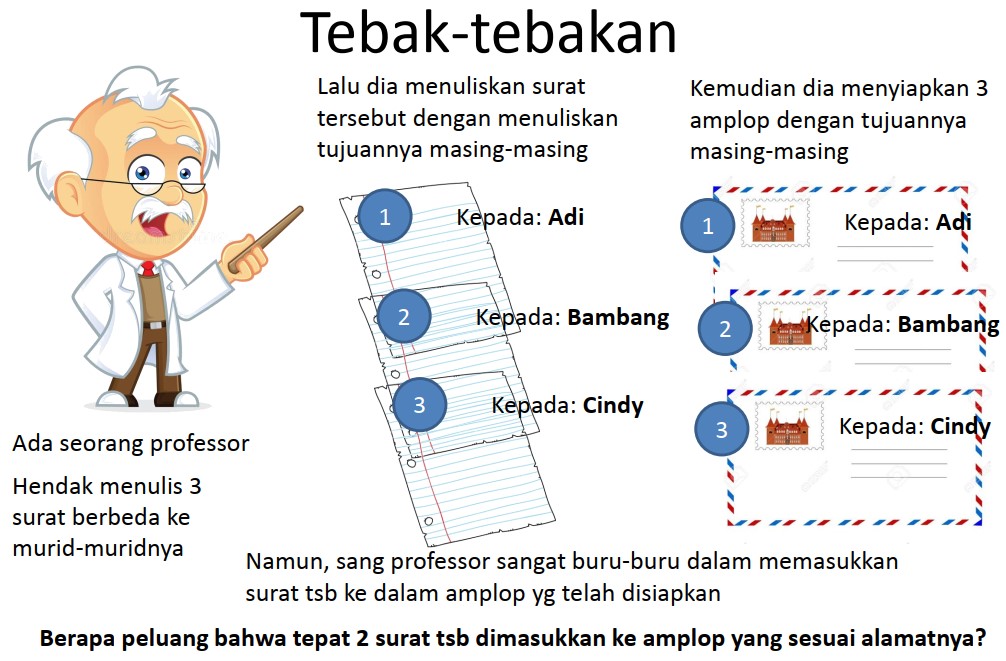 Tebak-tebakan
Lalu dia menuliskan surat
tersebut dengan menuliskan
tujuannya masing-masing
Kemudian dia menyiapkan 3
amplop dengan tujuannya
masing-masing
1
Kepada: Adi
2
Kepada: Bambang
3
Kepada: Cindy
1
Kepada: Adi
2
Kepada: Bambang
3
Kepada: Cindy
Ada seorang professor
Hendak menulis 3
surat berbeda ke
murid-muridnya
Namun, sang professor sangat buru-buru dalam memasukkan
surat tsb ke dalam amplop yg telah disiapkan
Berapa peluang bahwa tepat 2 surat tsb dimasukkan ke amplop yang sesuai alamatnya?